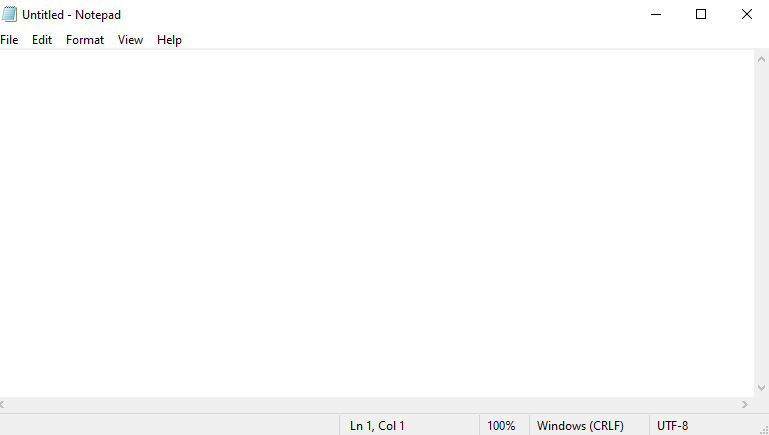 Untitled - Notepad
File Edit Format View Help
Ln 1, Col 1 100% Windows (CRLF) UTF-8